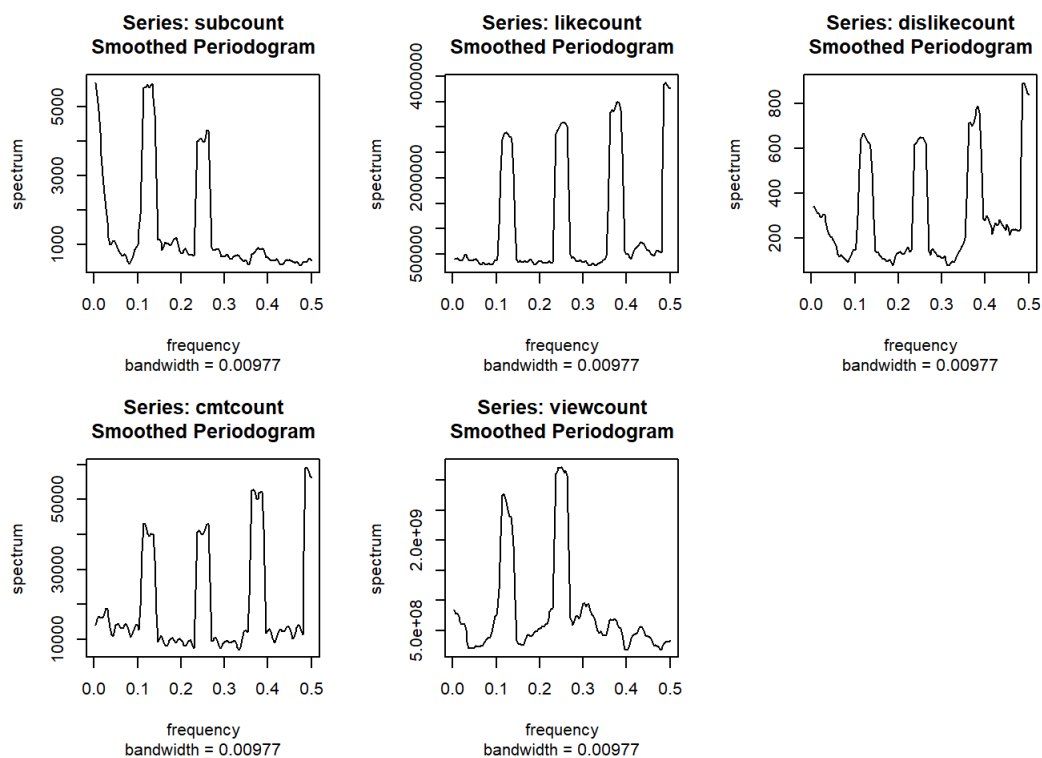 Series: subcount
Smoothed Periodogram
spectrum
1000 3000 5000
0.0 0.1 0.2 0.3 0.4 0.5
frequency
bandwidth = 0.00977
Series: likecount
Smoothed Periodogram
spectrum
500000 2000000 4000000
0.0 0.1 0.2 0.3 0.4 0.5
frequency
bandwidth = 0.00977
Series: dislikecount
Smoothed Periodogram
spectrum
200 400 600 800
0.0 0.1 0.2 0.3 0.4 0.5
frequency
bandwidth = 0.00977
Series: cmtcount
Smoothed Periodogram
spectrum
10000 30000 50000
0.0 0.1 0.2 0.3 0.4 0.5
frequency
bandwidth = 0.00977
Series: viewcount
Smoothed Periodogram
spectrum
5.0e+08 2.0e+09
0.0 0.1 0.2 0.3 0.4 0.5
frequency
bandwidth = 0.00977